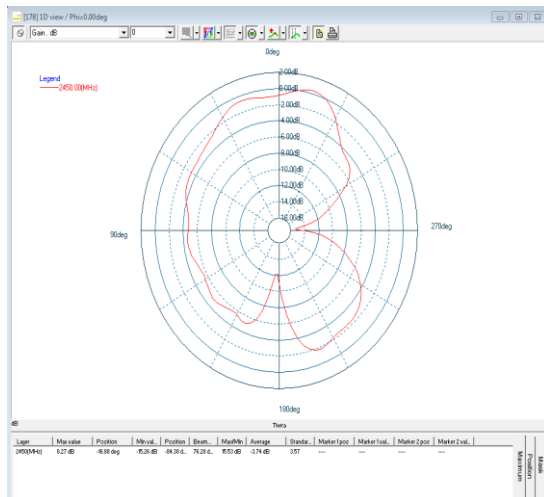 [178] 1D view / Phi=0.00deg
Gain. dB
0
0deg
Legend
2450.00(MHz)
2.00dB
0.00dB
-2.00dB
-4.00dB
-6.00dB
-8.00dB
-10.00dB
-12.00dB
-14.00dB
-16.00dB
90deg
270deg
180deg
dB
Theta
Layer Max value Position Min val... Position Beam... Max/Min Average Standar... Marker 1 pos Marker 1 val... Marker 2 pos Marker 2 val...
2450(MHz) 0.27 dB -16.88 deg -15.26 dB -84.38 d... 76.28 d... 15.53 dB -3.74 dB 3.57 ---- ---- ---- ----
Maximum
Position
Mask